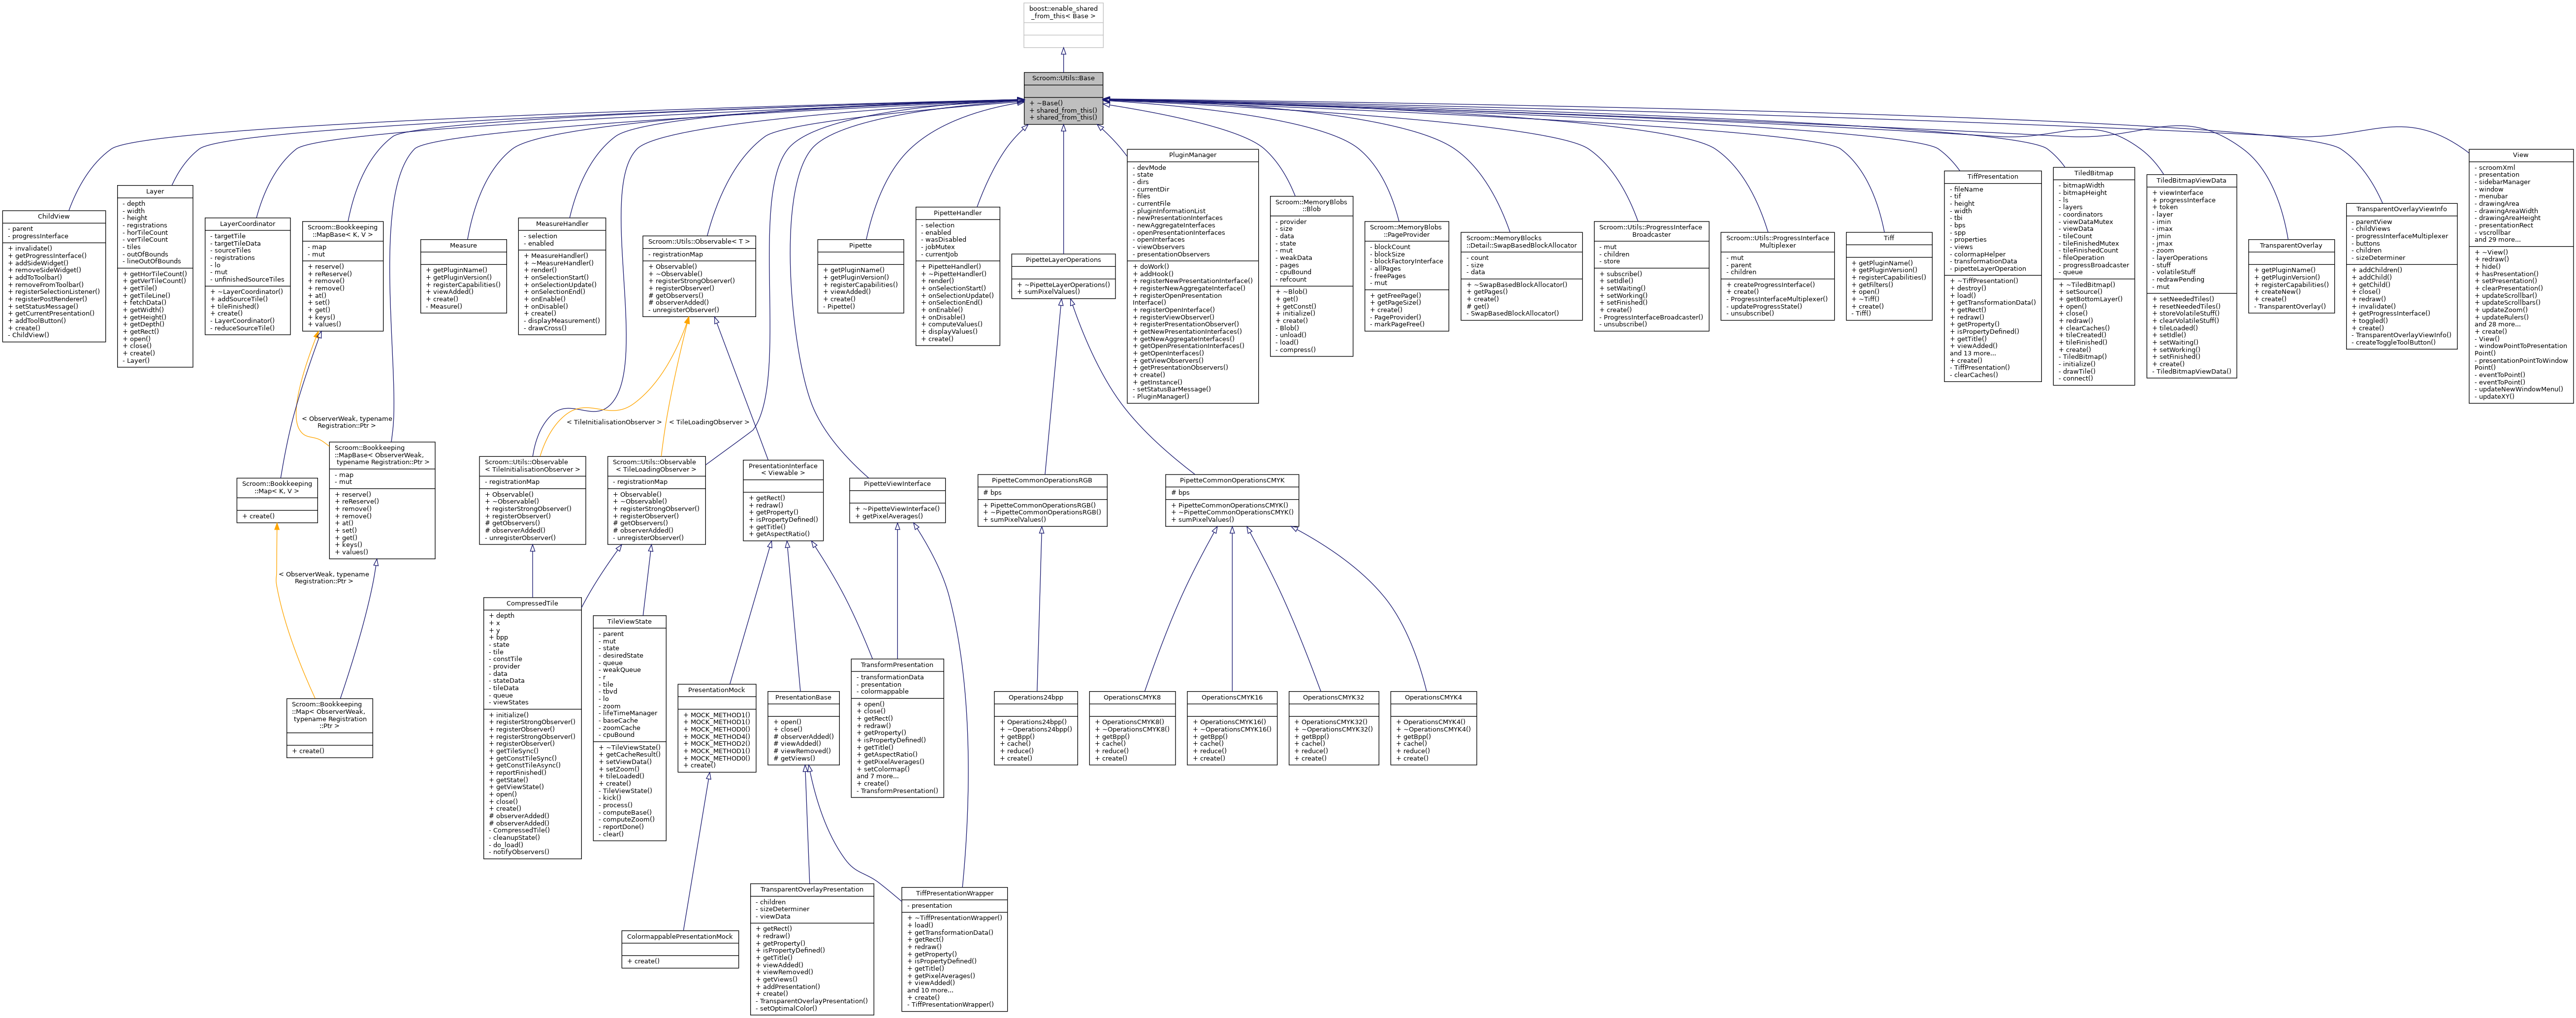 boost::enable_shared
_from_this< Base >
Scroom::Utils::Base
+ ~Base()
+ shared_from_this()
+ shared_from_this()
ChildView
- parent
- progressInterface
+ invalidate()
+ getProgressInterface()
+ addSideWidget()
+ removeSideWidget()
+ addToToolbar()
+ removeFromToolbar()
+ registerSelectionListener()
+ registerPostRenderer()
+ setStatusMessage()
+ getCurrentPresentation()
+ addToolButton()
+ create()
- ChildView()
Layer
- depth
- width
- height
- registrations
- horTileCount
- verTileCount
- tiles
- outOfBounds
- lineOutOfBounds
+ getHorTileCount()
+ getVerTileCount()
+ getTile()
+ getTileLine()
+ fetchData()
+ getWidth()
+ getHeight()
+ getDepth()
+ getRect()
+ open()
+ close()
+ create()
- Layer()
LayerCoordinator
- targetTile
- targetTileData
- sourceTiles
- registrations
- lo
- mut
- unfinishedSourceTiles
+ ~LayerCoordinator()
+ addSourceTile()
+ tileFinished()
+ create()
- LayerCoordinator()
- reduceSourceTile()
Scroom::Bookkeeping
::MapBase< K, V >
- map
- mut
+ reserve()
+ reReserve()
+ remove()
+ remove()
+ at()
+ set()
+ get()
+ keys()
+ values()
Measure
+ getPluginName()
+ getPluginVersion()
+ registerCapabilities()
+ viewAdded()
+ create()
- Measure()
MeasureHandler
- selection
- enabled
+ MeasureHandler()
+ ~MeasureHandler()
+ render()
+ onSelectionStart()
+ onSelectionUpdate()
+ onSelectionEnd()
+ onEnable()
+ onDisable()
+ create()
- displayMeasurement()
- drawCross()
Scroom::Utils::Observable< T >
- registrationMap
+ Observable()
+ ~Observable()
+ registerStrongObserver()
+ registerObserver()
# getObservers()
# observerAdded()
- unregisterObserver()
Pipette
+ getPluginName()
+ getPluginVersion()
+ registerCapabilities()
+ viewAdded()
+ create()
- Pipette()
PipetteHandler
- selection
- enabled
- wasDisabled
- jobMutex
- currentJob
+ PipetteHandler()
+ ~PipetteHandler()
+ render()
+ onSelectionStart()
+ onSelectionUpdate()
+ onSelectionEnd()
+ onEnable()
+ onDisable()
+ computeValues()
+ displayValues()
+ create()
PipetteLayerOperations
+ ~PipetteLayerOperations()
+ sumPixelValues()
PluginManager
- devMode
- state
- dirs
- currentDir
- files
- currentFile
- pluginInformationList
- newPresentationInterfaces
- newAggregateInterfaces
- openPresentationInterfaces
- openInterfaces
- viewObservers
- presentationObservers
+ doWork()
+ addHook()
+ registerNewPresentationInterface()
+ registerNewAggregateInterface()
+ registerOpenPresentation
Interface()
+ registerOpenInterface()
+ registerViewObserver()
+ registerPresentationObserver()
+ getNewPresentationInterfaces()
+ getNewAggregateInterfaces()
+ getOpenPresentationInterfaces()
+ getOpenInterfaces()
+ getViewObservers()
+ getPresentationObservers()
+ create()
+ getInstance()
- setStatusBarMessage()
- PluginManager()
Scroom::MemoryBlobs
::Blob
- provider
- size
- data
- state
- mut
- weakData
- pages
- cpuBound
- refcount
+ ~Blob()
+ get()
+ getConst()
+ initialize()
+ create()
- Blob()
- unload()
- load()
- compress()
Scroom::MemoryBlobs
::PageProvider
- blockCount
- blockSize
- blockFactoryInterface
- allPages
- freePages
- mut
+ getFreePage()
+ getPageSize()
+ create()
- PageProvider()
- markPageFree()
Scroom::MemoryBlocks
::Detail::SwapBasedBlockAllocator
- count
- size
- data
+ ~SwapBasedBlockAllocator()
+ getPages()
+ create()
# get()
- SwapBasedBlockAllocator()
Scroom::Utils::ProgressInterface
Broadcaster
- mut
- children
- store
+ subscribe()
+ setIdle()
+ setWaiting()
+ setWorking()
+ setFinished()
+ create()
- ProgressInterfaceBroadcaster()
- unsubscribe()
Scroom::Utils::ProgressInterface
Multiplexer
- mut
- parent
- children
+ createProgressInterface()
+ create()
- ProgressInterfaceMultiplexer()
- updateProgressState()
- unsubscribe()
Tiff
+ getPluginName()
+ getPluginVersion()
+ registerCapabilities()
+ getFilters()
+ open()
+ ~Tiff()
+ create()
- Tiff()
TiffPresentation
- fileName
- tif
- height
- width
- tbi
- bps
- spp
- properties
- views
- colormapHelper
- transformationData
- pipetteLayerOperation
+ ~TiffPresentation()
+ destroy()
+ load()
+ getTransformationData()
+ getRect()
+ redraw()
+ getProperty()
+ isPropertyDefined()
+ getTitle()
+ viewAdded()
and 13 more...
+ create()
- TiffPresentation()
- clearCaches()
TiledBitmap
- bitmapWidth
- bitmapHeight
- ls
- layers
- coordinators
- viewDataMutex
- viewData
- tileCount
- tileFinishedMutex
- tileFinishedCount
- fileOperation
- progressBroadcaster
- queue
+ ~TiledBitmap()
+ setSource()
+ getBottomLayer()
+ open()
+ close()
+ redraw()
+ clearCaches()
+ tileCreated()
+ tileFinished()
+ create()
- TiledBitmap()
- initialize()
- drawTile()
- connect()
TiledBitmapViewData
+ viewInterface
+ progressInterface
+ token
- layer
- imin
- imax
- jmin
- jmax
- zoom
- layerOperations
- stuff
- volatileStuff
- redrawPending
- mut
+ setNeededTiles()
+ resetNeededTiles()
+ storeVolatileStuff()
+ clearVolatileStuff()
+ tileLoaded()
+ setIdle()
+ setWaiting()
+ setWorking()
+ setFinished()
+ create()
- TiledBitmapViewData()
TransparentOverlay
+ getPluginName()
+ getPluginVersion()
+ registerCapabilities()
+ createNew()
+ create()
- TransparentOverlay()
TransparentOverlayViewInfo
- parentView
- childViews
- progressInterfaceMultiplexer
- buttons
- children
- sizeDeterminer
+ addChildren()
+ addChild()
+ getChild()
+ close()
+ redraw()
+ invalidate()
+ getProgressInterface()
+ toggled()
+ create()
- TransparentOverlayViewInfo()
- createToggleToolButton()
View
- scroomXml
- presentation
- sidebarManager
- window
- menubar
- drawingArea
- drawingAreaWidth
- drawingAreaHeight
- presentationRect
- vscrollbar
and 29 more...
+ ~View()
+ redraw()
+ hide()
+ hasPresentation()
+ setPresentation()
+ clearPresentation()
+ updateScrollbar()
+ updateScrollbars()
+ updateZoom()
+ updateRulers()
and 28 more...
+ create()
- View()
- windowPointToPresentation
Point()
- presentationPointToWindow
Point()
- eventToPoint()
- eventToPoint()
- updateNewWindowMenu()
- updateXY()
< ObserverWeak, typename
Registration::Ptr >
< TileInitialisationObserver >
< TileLoadingObserver >
Scroom::Bookkeeping
::Map< K, V >
+ create()
Scroom::Bookkeeping
::MapBase< ObserverWeak,
typename Registration::Ptr >
- map
- mut
+ reserve()
+ reReserve()
+ remove()
+ remove()
+ at()
+ set()
+ get()
+ keys()
+ values()
Scroom::Utils::Observable
< TileInitialisationObserver >
- registrationMap
+ Observable()
+ ~Observable()
+ registerStrongObserver()
+ registerObserver()
# getObservers()
# observerAdded()
- unregisterObserver()
Scroom::Utils::Observable
< TileLoadingObserver >
- registrationMap
+ Observable()
+ ~Observable()
+ registerStrongObserver()
+ registerObserver()
# getObservers()
# observerAdded()
- unregisterObserver()
PresentationInterface
< Viewable >
+ getRect()
+ redraw()
+ getProperty()
+ isPropertyDefined()
+ getTitle()
+ getAspectRatio()
PipetteViewInterface
+ ~PipetteViewInterface()
+ getPixelAverages()
PipetteCommonOperationsRGB
# bps
+ PipetteCommonOperationsRGB()
+ ~PipetteCommonOperationsRGB()
+ sumPixelValues()
PipetteCommonOperationsCMYK
# bps
+ PipetteCommonOperationsCMYK()
+ ~PipetteCommonOperationsCMYK()
+ sumPixelValues()
< ObserverWeak, typename
Registration::Ptr >
CompressedTile
+ depth
+ x
+ y
+ bpp
- state
- tile
- constTile
- provider
- data
- stateData
- tileData
- queue
- viewStates
+ initialize()
+ registerStrongObserver()
+ registerObserver()
+ registerStrongObserver()
+ registerObserver()
+ getTileSync()
+ getConstTileSync()
+ getConstTileAsync()
+ reportFinished()
+ getState()
+ getViewState()
+ open()
+ close()
+ create()
# observerAdded()
# observerAdded()
- CompressedTile()
- cleanupState()
- do_load()
- notifyObservers()
TileViewState
- parent
- mut
- state
- desiredState
- queue
- weakQueue
- r
- tile
- tbvd
- lo
- zoom
- lifeTimeManager
- baseCache
- zoomCache
- cpuBound
+ ~TileViewState()
+ getCacheResult()
+ setViewData()
+ setZoom()
+ tileLoaded()
+ create()
- TileViewState()
- kick()
- process()
- computeBase()
- computeZoom()
- reportDone()
- clear()
PresentationMock
+ MOCK_METHOD1()
+ MOCK_METHOD1()
+ MOCK_METHOD0()
+ MOCK_METHOD4()
+ MOCK_METHOD2()
+ MOCK_METHOD1()
+ MOCK_METHOD0()
+ create()
PresentationBase
+ open()
+ close()
# observerAdded()
# viewAdded()
# viewRemoved()
# getViews()
TransformPresentation
- transformationData
- presentation
- colormappable
+ open()
+ close()
+ getRect()
+ redraw()
+ getProperty()
+ isPropertyDefined()
+ getTitle()
+ getAspectRatio()
+ getPixelAverages()
+ setColormap()
and 7 more...
+ create()
- TransformPresentation()
Operations24bpp
+ Operations24bpp()
+ ~Operations24bpp()
+ getBpp()
+ cache()
+ reduce()
+ create()
OperationsCMYK8
+ OperationsCMYK8()
+ ~OperationsCMYK8()
+ getBpp()
+ cache()
+ reduce()
+ create()
OperationsCMYK16
+ OperationsCMYK16()
+ ~OperationsCMYK16()
+ getBpp()
+ cache()
+ reduce()
+ create()
OperationsCMYK32
+ OperationsCMYK32()
+ ~OperationsCMYK32()
+ getBpp()
+ cache()
+ reduce()
+ create()
OperationsCMYK4
+ OperationsCMYK4()
+ ~OperationsCMYK4()
+ getBpp()
+ cache()
+ reduce()
+ create()
Scroom::Bookkeeping
::Map< ObserverWeak,
typename Registration
::Ptr >
+ create()
ColormappablePresentationMock
+ create()
TransparentOverlayPresentation
- children
- sizeDeterminer
- viewData
+ getRect()
+ redraw()
+ getProperty()
+ isPropertyDefined()
+ getTitle()
+ viewAdded()
+ viewRemoved()
+ getViews()
+ addPresentation()
+ create()
- TransparentOverlayPresentation()
- setOptimalColor()
TiffPresentationWrapper
- presentation
+ ~TiffPresentationWrapper()
+ load()
+ getTransformationData()
+ getRect()
+ redraw()
+ getProperty()
+ isPropertyDefined()
+ getTitle()
+ getPixelAverages()
+ viewAdded()
and 10 more...
+ create()
- TiffPresentationWrapper()